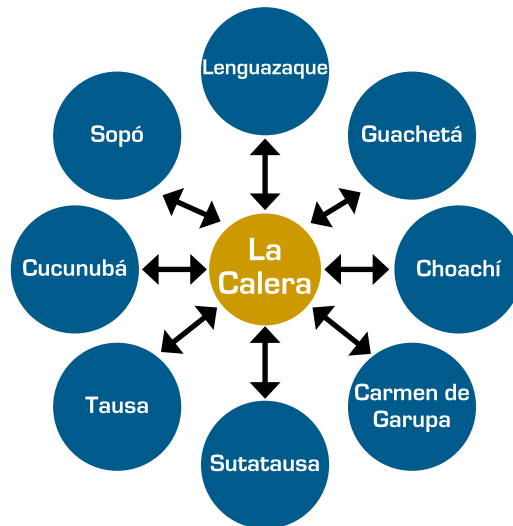 Lenguazaque
Sopó
Guachetá
La
Calera
Cucunubá
Choachí
Tausa
Carmen de
Garupa
Sutatausa